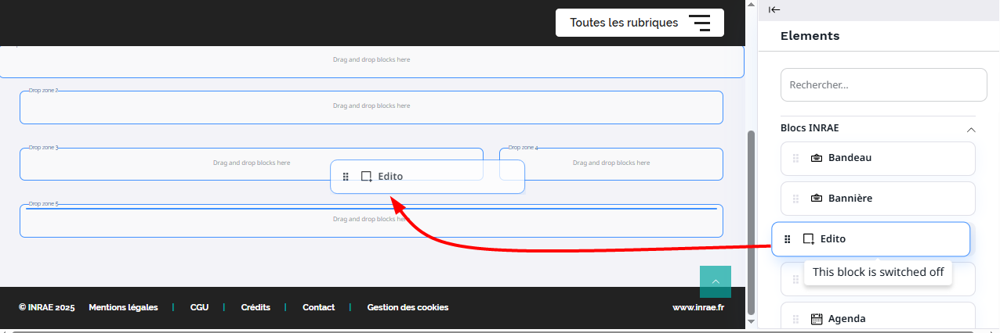 Toutes les rubriques
Elements
Drag and drop blocks here
Rechercher...
Drop zone 2
Drag and drop blocks here
Blocs INRAE
Drop zone 3
Drop zone 4
Drag and drop blocks here
Drag and drop blocks here
Bandeau
Edito
Bannière
Drop zone 5
Drag and drop blocks here
Edito
This block is switched off
© INRAE 2025 Mentions légales | CGU | Crédits | Contact | Gestion des cookies www.inrae.fr
Agenda